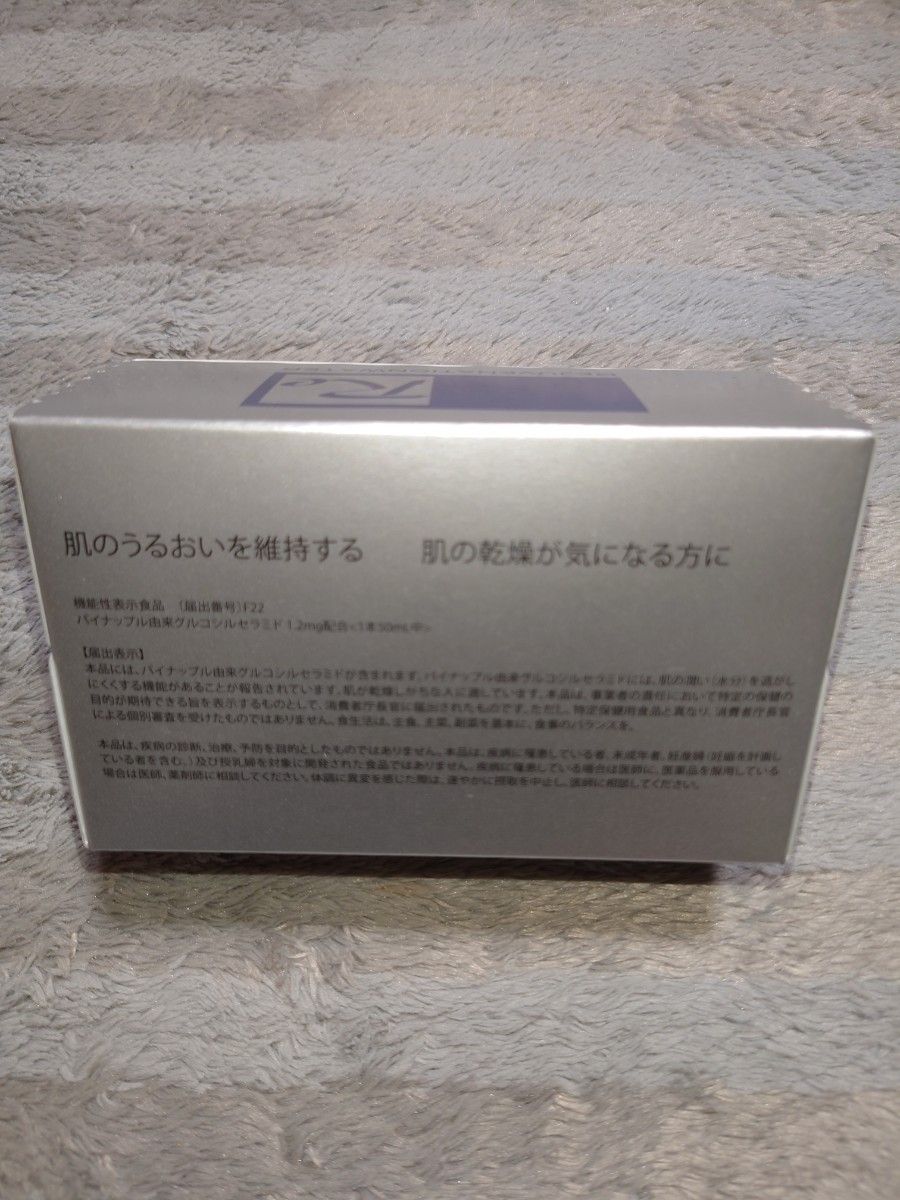 Re
肌のうるおいを維持する　肌の乾燥が気になる方に
機能性表示食品　〔届出番号〕F22
パイナップル由来グルコシルセラミド 1.2mg配合<1本50mL中>
【届出表示】
本品には、パイナップル由来グルコシルセラミドが含まれます。パイナップル由来グルコシルセラミドには、肌の潤い(水分)を逃がし
にくくする機能があることが報告されています。肌が乾燥しがちな人に適しています。本品は、事業者の責任において特定の保健の
目的が期待できる旨を表示するものとして、消費者庁長官に届出されたものです。ただし、特定保健用食品と異なり、消費者庁長官
による個別審査を受けたものではありません。食生活は、主食、主菜、副菜を基本に、食事のバランスを。
本品は、疾病の診断、治療、予防を目的としたものではありません。本品は、疾病に罹患している者、未成年者、妊産婦(妊娠を計画し
ている者を含む。)及び授乳婦を対象に開発された食品ではありません。疾病に罹患している場合は医師に、医薬品を服用している
場合は医師、薬剤師に相談してください。体調に異変を感じた際は、速やかに摂取を中止し、医師に相談してください。